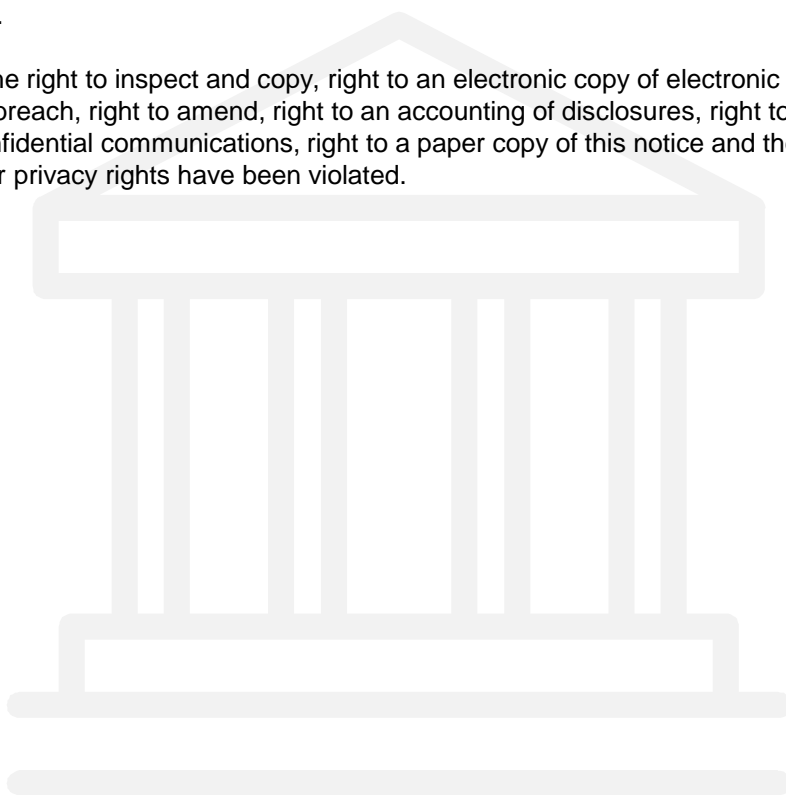 .
ne right to inspect and copy, right to an electronic copy of electronic
breach, right to amend, right to an accounting of disclosures, right to
nfidential communications, right to a paper copy of this notice and the
r privacy rights have been violated.